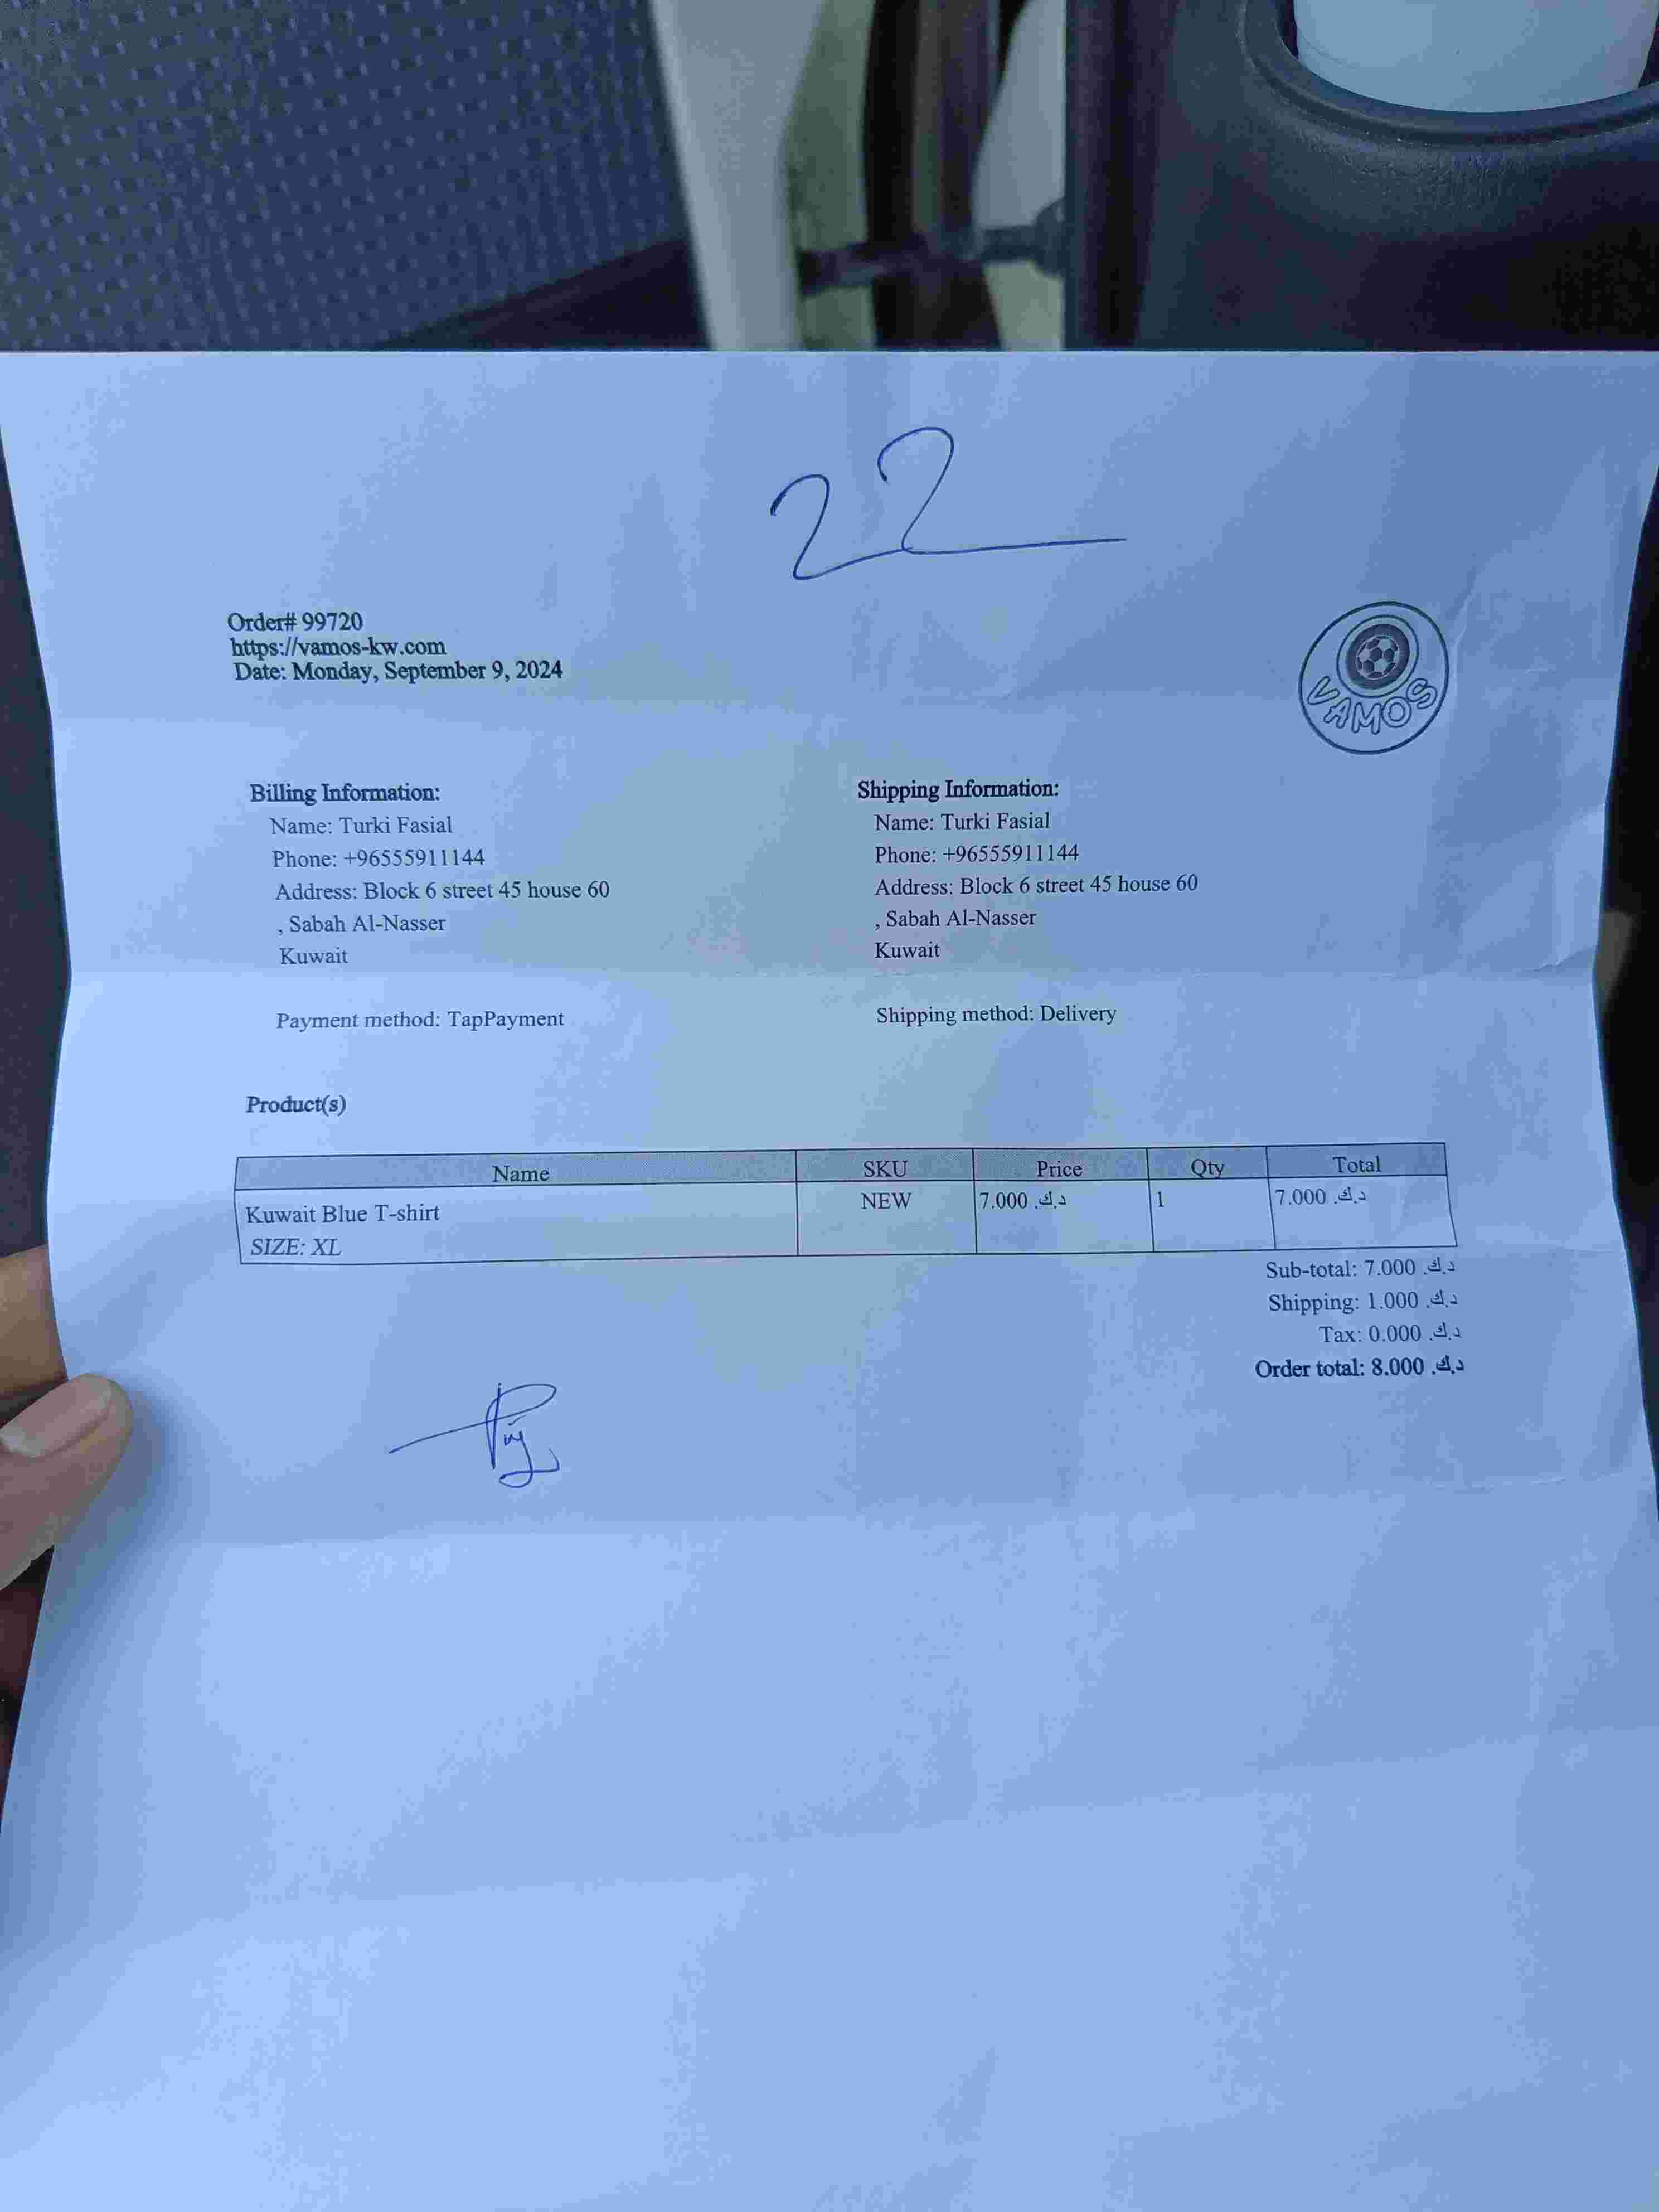 22
Order# 99720
https://vamos-kw.com
Date: Monday, September 9, 2024
VAMOS
Billing Information:
Name: Turki Fasial
Phone: +96555911144
Address: Block 6 street 45 house 60
, Sabah Al-Nasser
Kuwait
Payment method: TapPayment
Shipping Information:
Name: Turki Fasial
Phone: +96555911144
Address: Block 6 street 45 house 60
, Sabah Al-Nasser
Kuwait
Shipping method: Delivery
Product(s)
Name SKU Price Qty Total
Kuwait Blue T-shirt NEW 7.000 د.ك. 1 7.000 د.ك.
SIZE: XL
Sub-total: 7.000 د.ك.
Shipping: 1.000 د.ك.
Tax: 0.000 د.ك.
Order total: 8.000 د.ك.